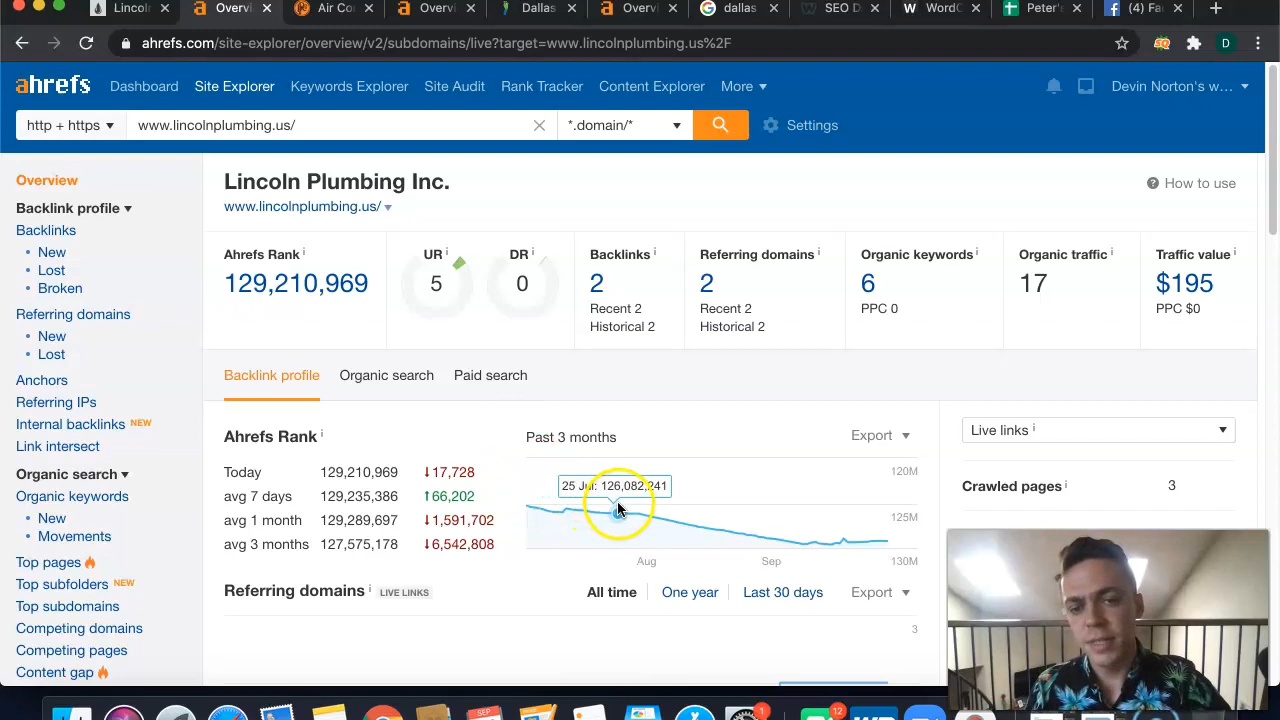 Lincol
Overvi
Air Co
Overvi
Dallas
Overvi
dallas
SEO D
WordC
Peter's
(4) Fa
ahrefs.com/site-explorer/overview/v2/subdomains/live?target=www.lincolnplumbing.us%2F
D
ahrefs
Dashboard
Site Explorer
Keywords Explorer
Site Audit
Rank Tracker
Content Explorer
More
Devin Norton's w...
http + https
www.lincolnplumbing.us/
*.domain/*
Settings
Overview
Backlink profile
Backlinks
New
Lost
Broken
Referring domains
New
Lost
Anchors
Referring IPs
Internal backlinks NEW
Link intersect
Organic search
Organic keywords
New
Movements
Top pages
Top subfolders NEW
Top subdomains
Competing domains
Competing pages
Content gap
Lincoln Plumbing Inc.
How to use
www.lincolnplumbing.us/
Ahrefs Rank
129,210,969
UR
5
DR
0
Backlinks
2
Recent 2
Historical 2
Referring domains
2
Recent 2
Historical 2
Organic keywords
6
PPC 0
Organic traffic
17
Traffic value
$195
PPC $0
Backlink profile
Organic search
Paid search
Ahrefs Rank
Today 129,210,969 ↓17,728
avg 7 days 129,235,386 ↑66,202
avg 1 month 129,289,697 ↓1,591,702
avg 3 months 127,575,178 ↓6,542,808
Past 3 months
Export
120M
25 Jul: 126,082,241
125M
Aug
Sep
130M
Live links
Crawled pages
3
Referring domains LIVE LINKS
All time
One year
Last 30 days
Export
3
SEP
12
1